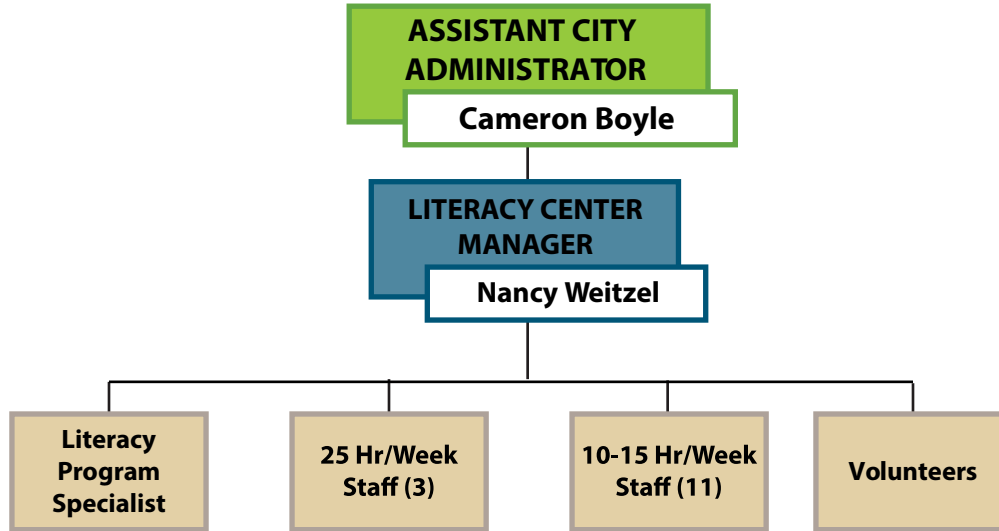 ASSISTANT CITY
ADMINISTRATOR
Cameron Boyle
LITERACY CENTER
MANAGER
Nancy Weitzel
Literacy
Program
Specialist
25 Hr/Week
Staff (3)
10-15 Hr/Week
Staff (11)
Volunteers